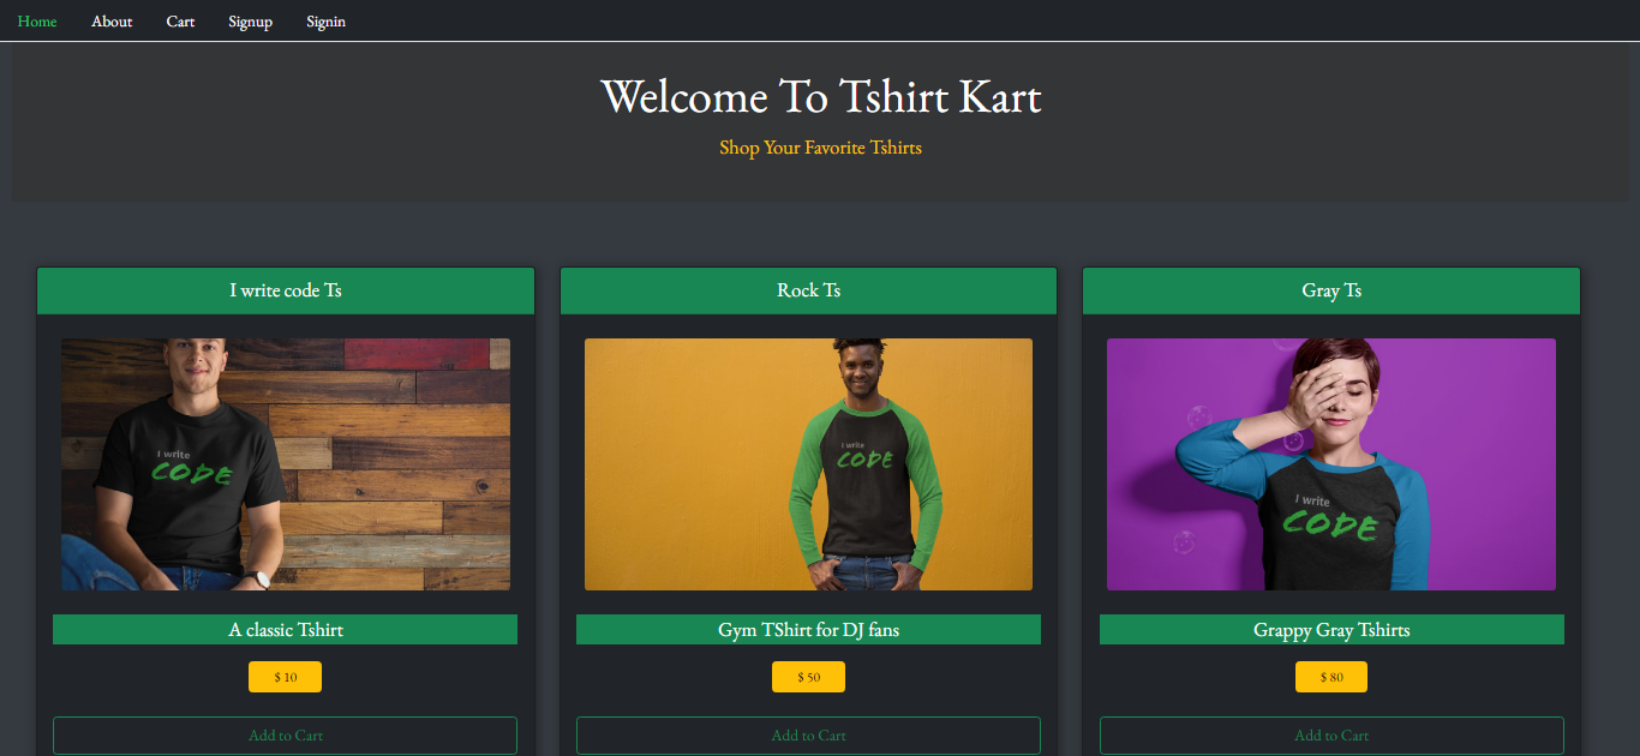 Home About Cart Signup Signin
Welcome To Tshirt Kart
Shop Your Favorite Tshirts
I write code Ts
Rock Ts
Gray Ts
I write
CODE
I write
CODE
I write
CODE
A classic Tshirt
Gym TShirt for DJ fans
Grappy Gray Tshirts
$ 10
$ 50
$ 80
Add to Cart
Add to Cart
Add to Cart